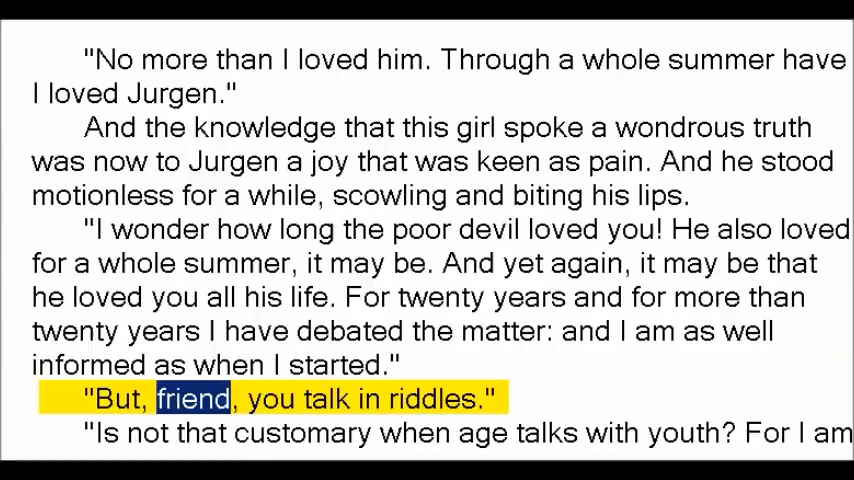 "No more than I loved him. Through a whole summer have
I loved Jurgen."
And the knowledge that this girl spoke a wondrous truth
was now to Jurgen a joy that was keen as pain. And he stood
motionless for a while, scowling and biting his lips.
"I wonder how long the poor devil loved you! He also loved
for a whole summer, it may be. And yet again, it may be that
he loved you all his life. For twenty years and for more than
twenty years I have debated the matter: and I am as well
informed as when I started."
"But, friend, you talk in riddles."
"Is not that customary when age talks with youth? For I am